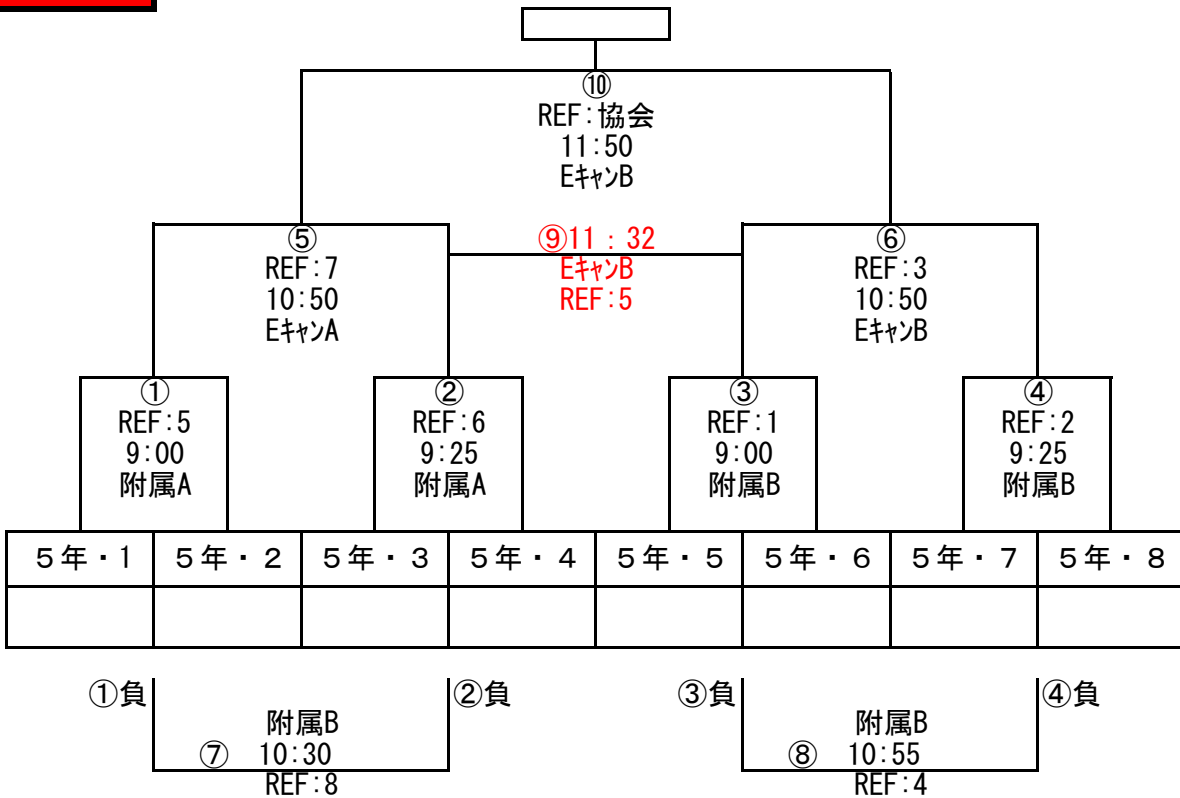 ⑩
REF:協会
11:50
EキャンB
⑤
REF:7
10:50
EキャンA
⑨11:32
EキャンB
REF:5
⑥
REF:3
10:50
EキャンB
①
REF:5
9:00
附属A
②
REF:6
9:25
附属A
③
REF:1
9:00
附属B
④
REF:2
9:25
附属B
5年・1 5年・2 5年・3 5年・4 5年・5 5年・6 5年・7 5年・8
①負 ②負 ③負 ④負
附属B
⑦ 10:30
REF:8
附属B
⑧ 10:55
REF:4